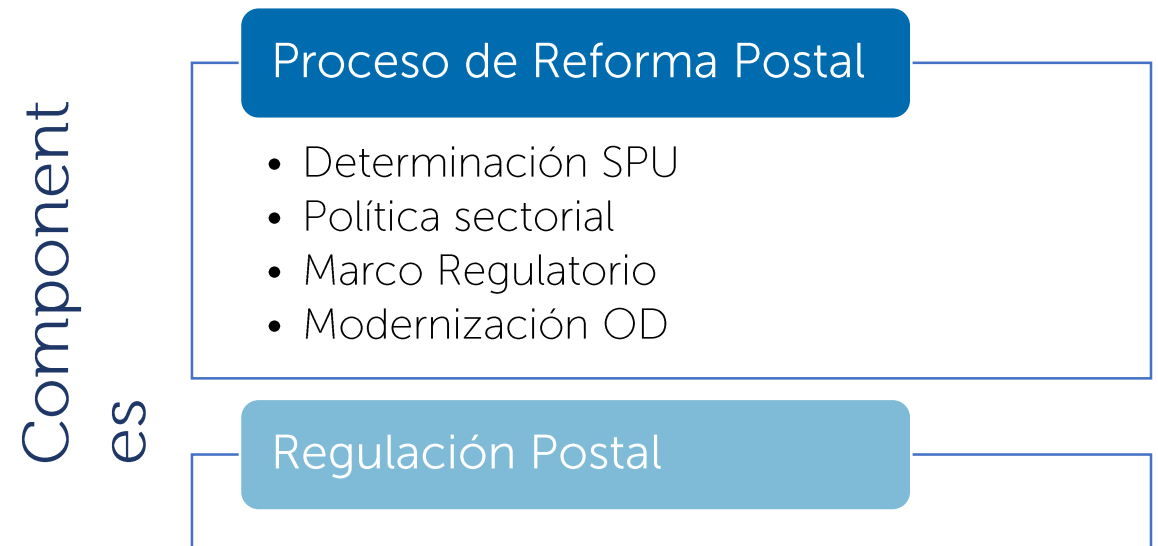 Component
es
Proceso de Reforma Postal
• Determinación SPU
• Política sectorial
• Marco Regulatorio
• Modernización OD
Regulación Postal